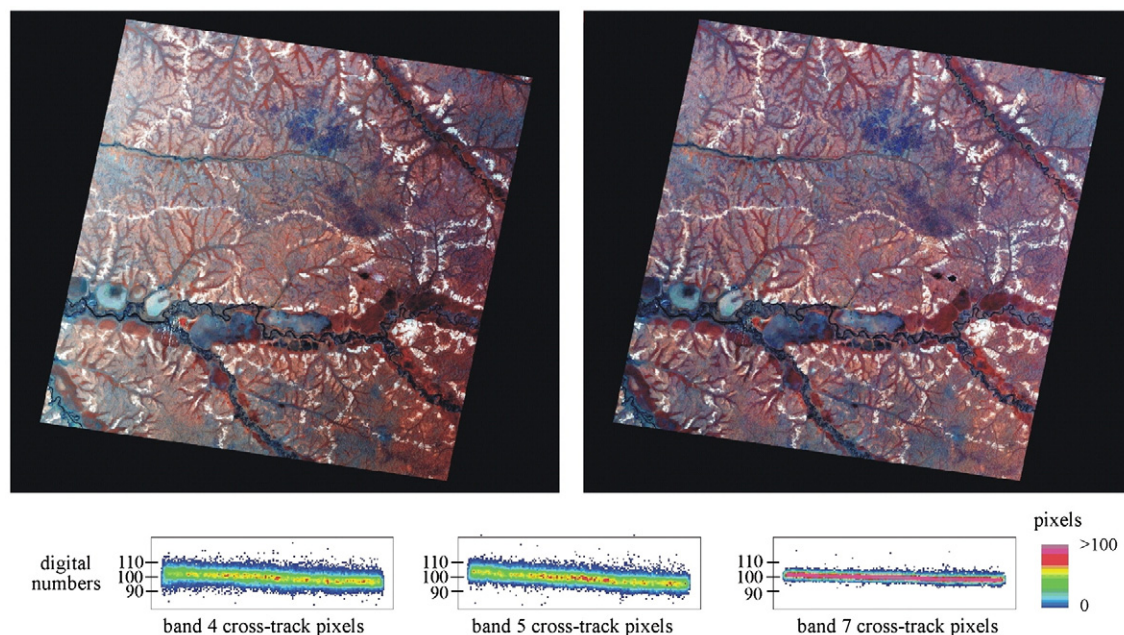 pixels
digital
numbers
110
100
90
110
100
90
110
100
90
>100
0
band 4 cross-track pixels
band 5 cross-track pixels
band 7 cross-track pixels